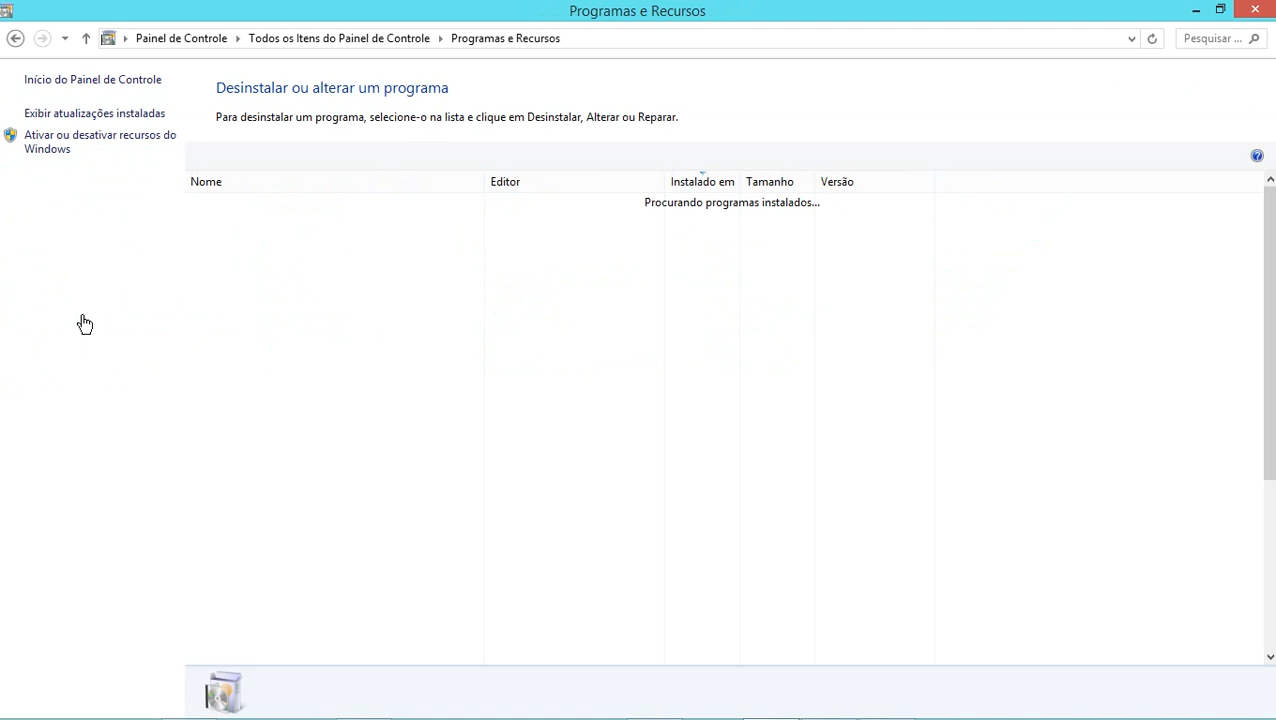 Programas e Recursos
Painel de Controle
Todos os Itens do Painel de Controle
Programas e Recursos
Pesquisar ...
Início do Painel de Controle
Exibir atualizações instaladas
Ativar ou desativar recursos do
Windows
Desinstalar ou alterar um programa
Para desinstalar um programa, selecione-o na lista e clique em Desinstalar, Alterar ou Reparar.
Nome
Editor
Instalado em
Tamanho
Versão
Procurando programas instalados...